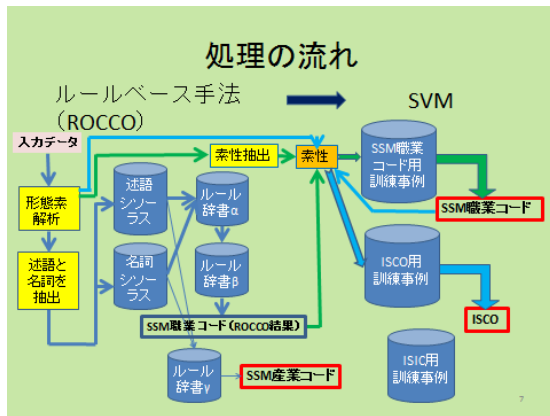 処理の流れ
ルールベース手法
(ROCCO)
SVM
入力データ
形態素
解析
述語と
名詞を
抽出
述語
シソー
ラス
名詞
シソー
ラス
ルール
辞書α
ルール
辞書β
SSM職業コード(ROCCO結果)
ルール
辞書γ
SSM産業コード
素性抽出
素性
SSM職業
コード用
訓練事例
SSM職業コード
ISCO用
訓練事例
ISCO
ISIC用
訓練事例
7